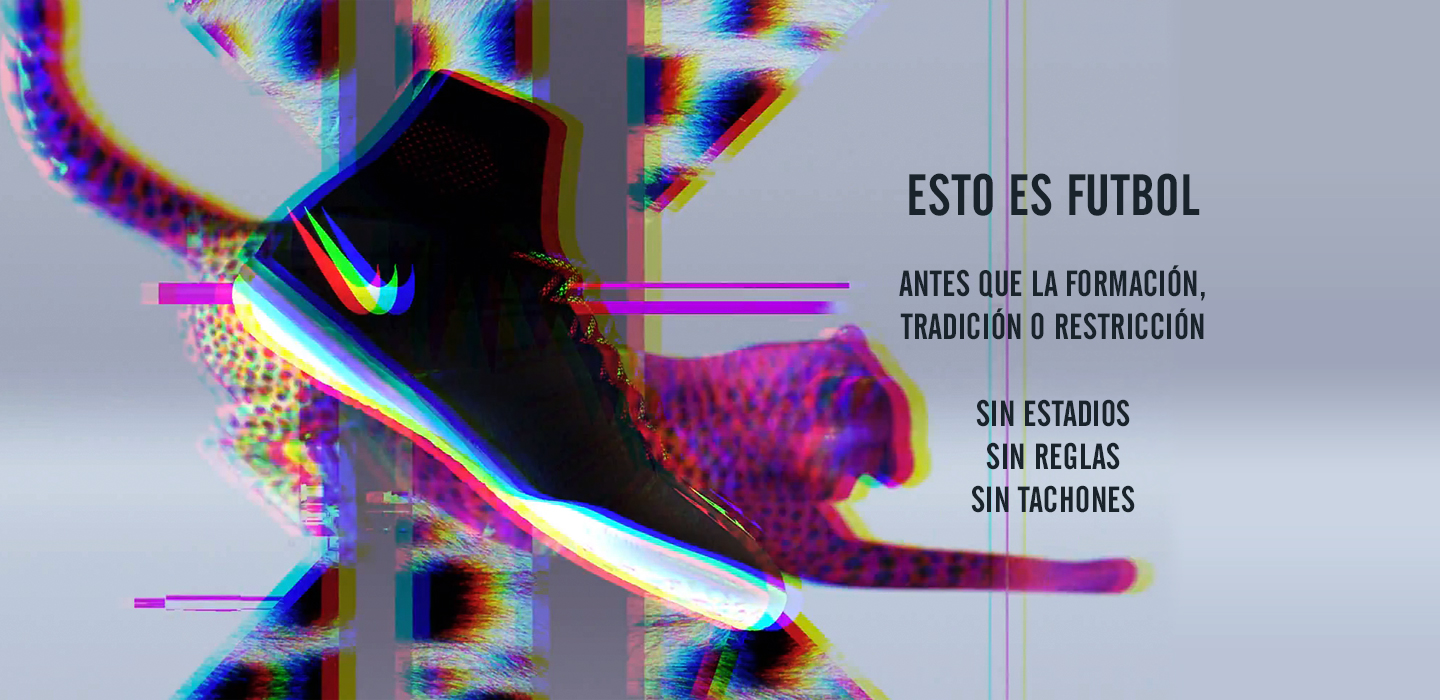 ESTO ES FUTBOL
ANTES QUE LA FORMACIÓN,
TRADICIÓN O RESTRICCIÓN
SIN ESTADIOS
SIN REGLAS
SIN TACHONES